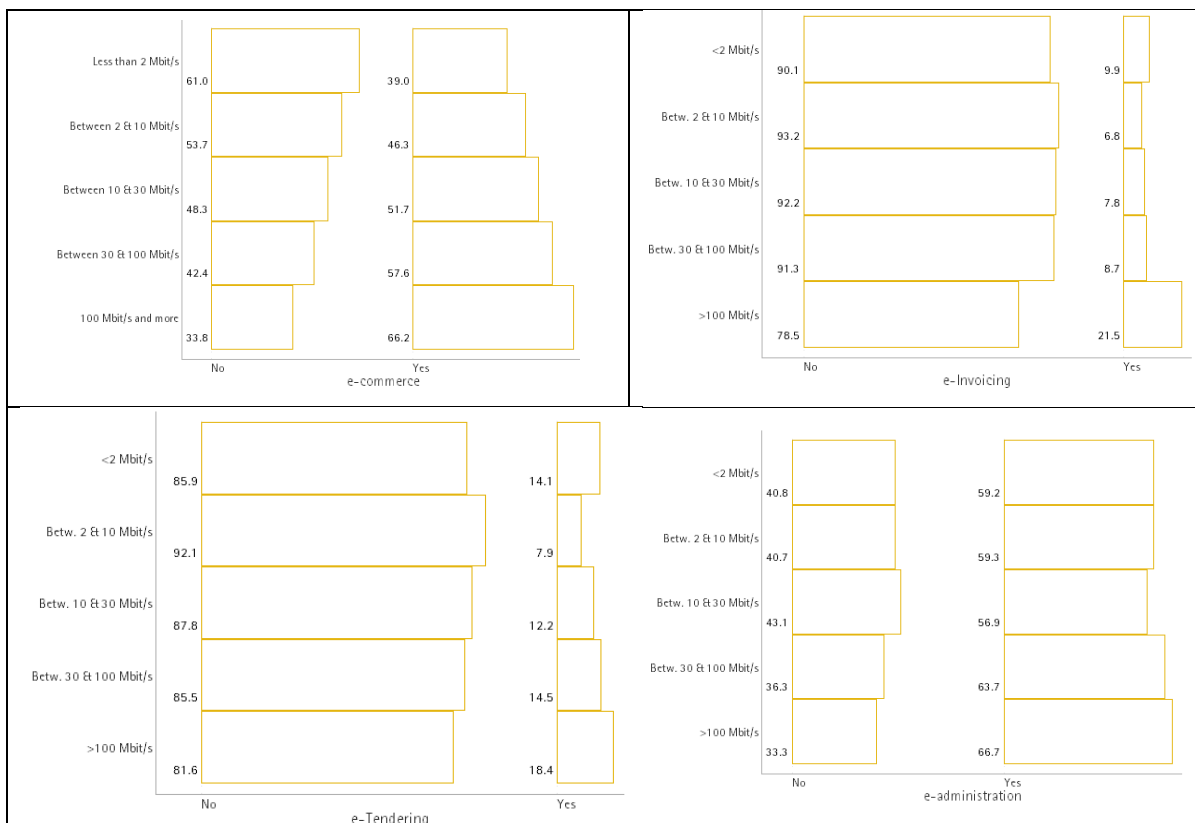 Less than 2 Mbit/s
61.0 39.0
Between 2 & 10 Mbit/s
53.7 46.3
Between 10 & 30 Mbit/s
48.3 51.7
Between 30 & 100 Mbit/s
42.4 57.6
100 Mbit/s and more
33.8 66.2
No Yes
e-commerce
<2 Mbit/s
90.1 9.9
Betw. 2 & 10 Mbit/s
93.2 6.8
Betw. 10 & 30 Mbit/s
92.2 7.8
Betw. 30 & 100 Mbit/s
91.3 8.7
>100 Mbit/s
78.5 21.5
No Yes
e-Invoicing
<2 Mbit/s
85.9 14.1
Betw. 2 & 10 Mbit/s
92.1 7.9
Betw. 10 & 30 Mbit/s
87.8 12.2
Betw. 30 & 100 Mbit/s
85.5 14.5
>100 Mbit/s
81.6 18.4
No Yes
e-Tendering
<2 Mbit/s
40.8 59.2
Betw. 2 & 10 Mbit/s
40.7 59.3
Betw. 10 & 30 Mbit/s
43.1 56.9
Betw. 30 & 100 Mbit/s
36.3 63.7
>100 Mbit/s
33.3 66.7
No Yes
e-administration